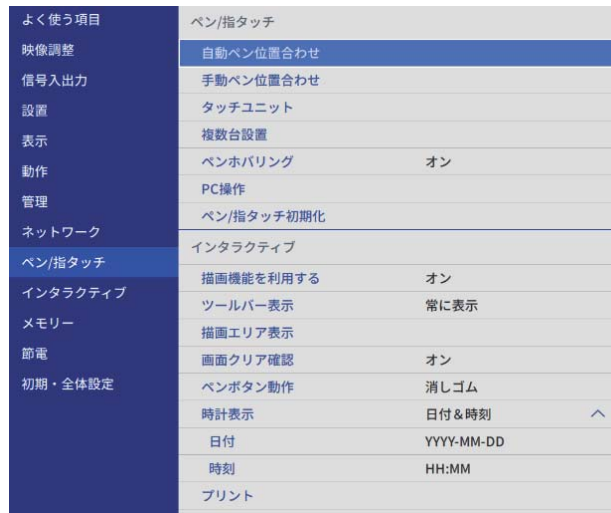 よく使う項目
映像調整
信号入出力
設置
表示
動作
管理
ネットワーク
ペン/指タッチ
インタラクティブ
メモリー
節電
初期・全体設定
ペン/指タッチ
自動ペン位置合わせ
手動ペン位置合わせ
タッチユニット
複数台設置
ペンホバリング オン
PC操作
ペン/指タッチ初期化
インタラクティブ
描画機能を利用する オン
ツールバー表示 常に表示
描画エリア表示
画面クリア確認 オン
ペンボタン動作 消しゴム
時計表示 日付&時刻
日付 YYYY-MM-DD
時刻 HH:MM
プリント